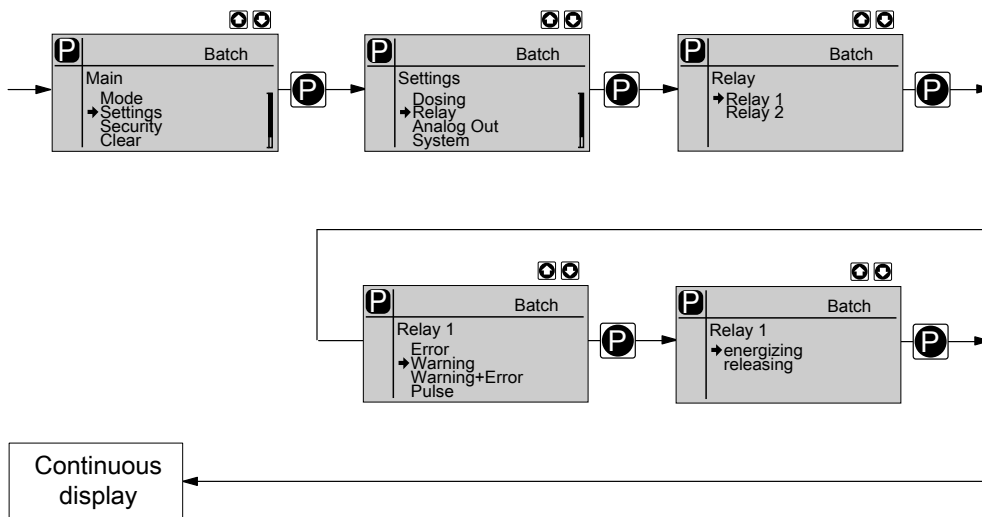 P
Batch
Main
Mode
Settings
Security
Clear
P
P
Batch
Settings
Dosing
Relay
Analog Out
System
P
P
Batch
Relay
Relay 1
Relay 2
P
P
Batch
Relay 1
Error
Warning
Warning+Error
Pulse
P
P
Batch
Relay 1
energizing
releasing
P
Continuous
display